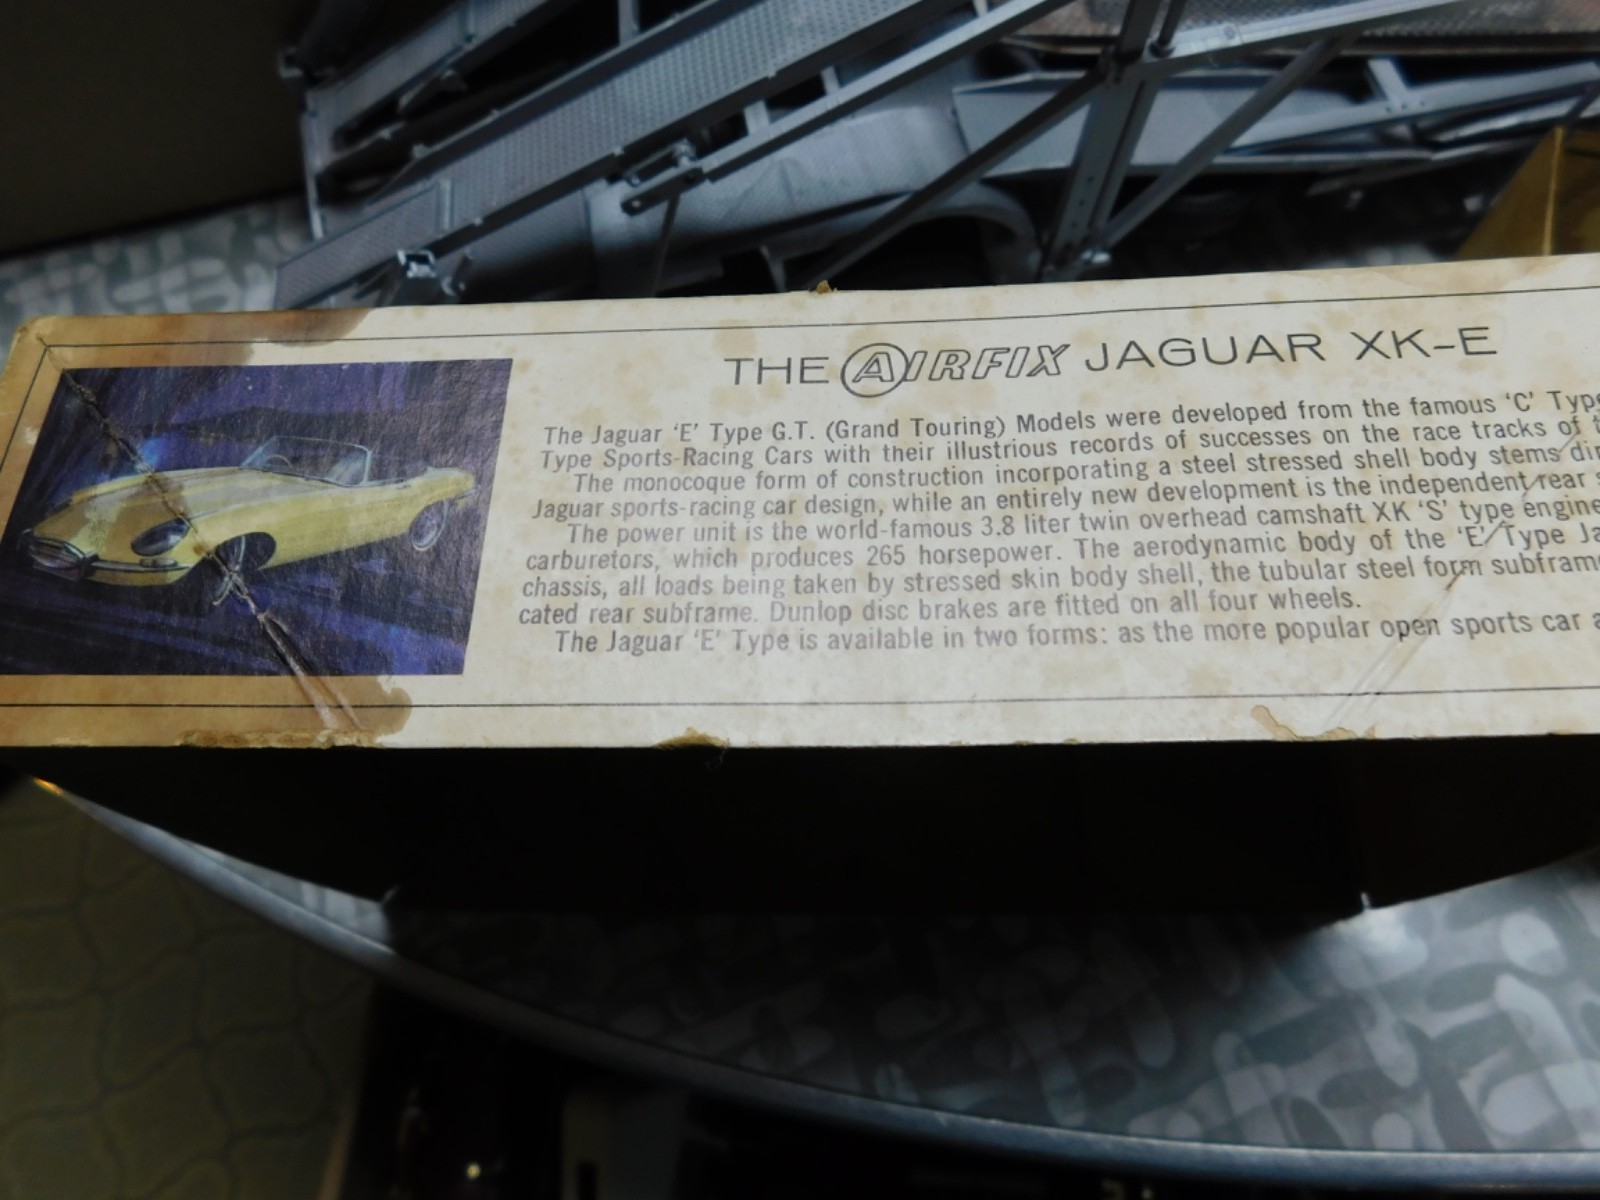 THE AIRFIX JAGUAR XK-E
The Jaguar 'E' Type G.T. (Grand Touring) Models were developed from the famous 'C' Type
Type Sports-Racing Cars with their illustrious records of successes on the race tracks of
The monocoque form of construction incorporating a steel stressed shell body stems
Jaguar sports-racing car design, while an entirely new development is the independent rear
The power unit is the world-famous 3.8 liter twin overhead camshaft XK 'S' type engine
carburetors, which produces 265 horsepower. The aerodynamic body of the 'E' Type
chassis, all loads being taken by stressed skin body shell, the tubular steel form subframe
cated rear subframe. Dunlop disc brakes are fitted on all four wheels.
The Jaguar 'E' Type is available in two forms: as the more popular open sports car